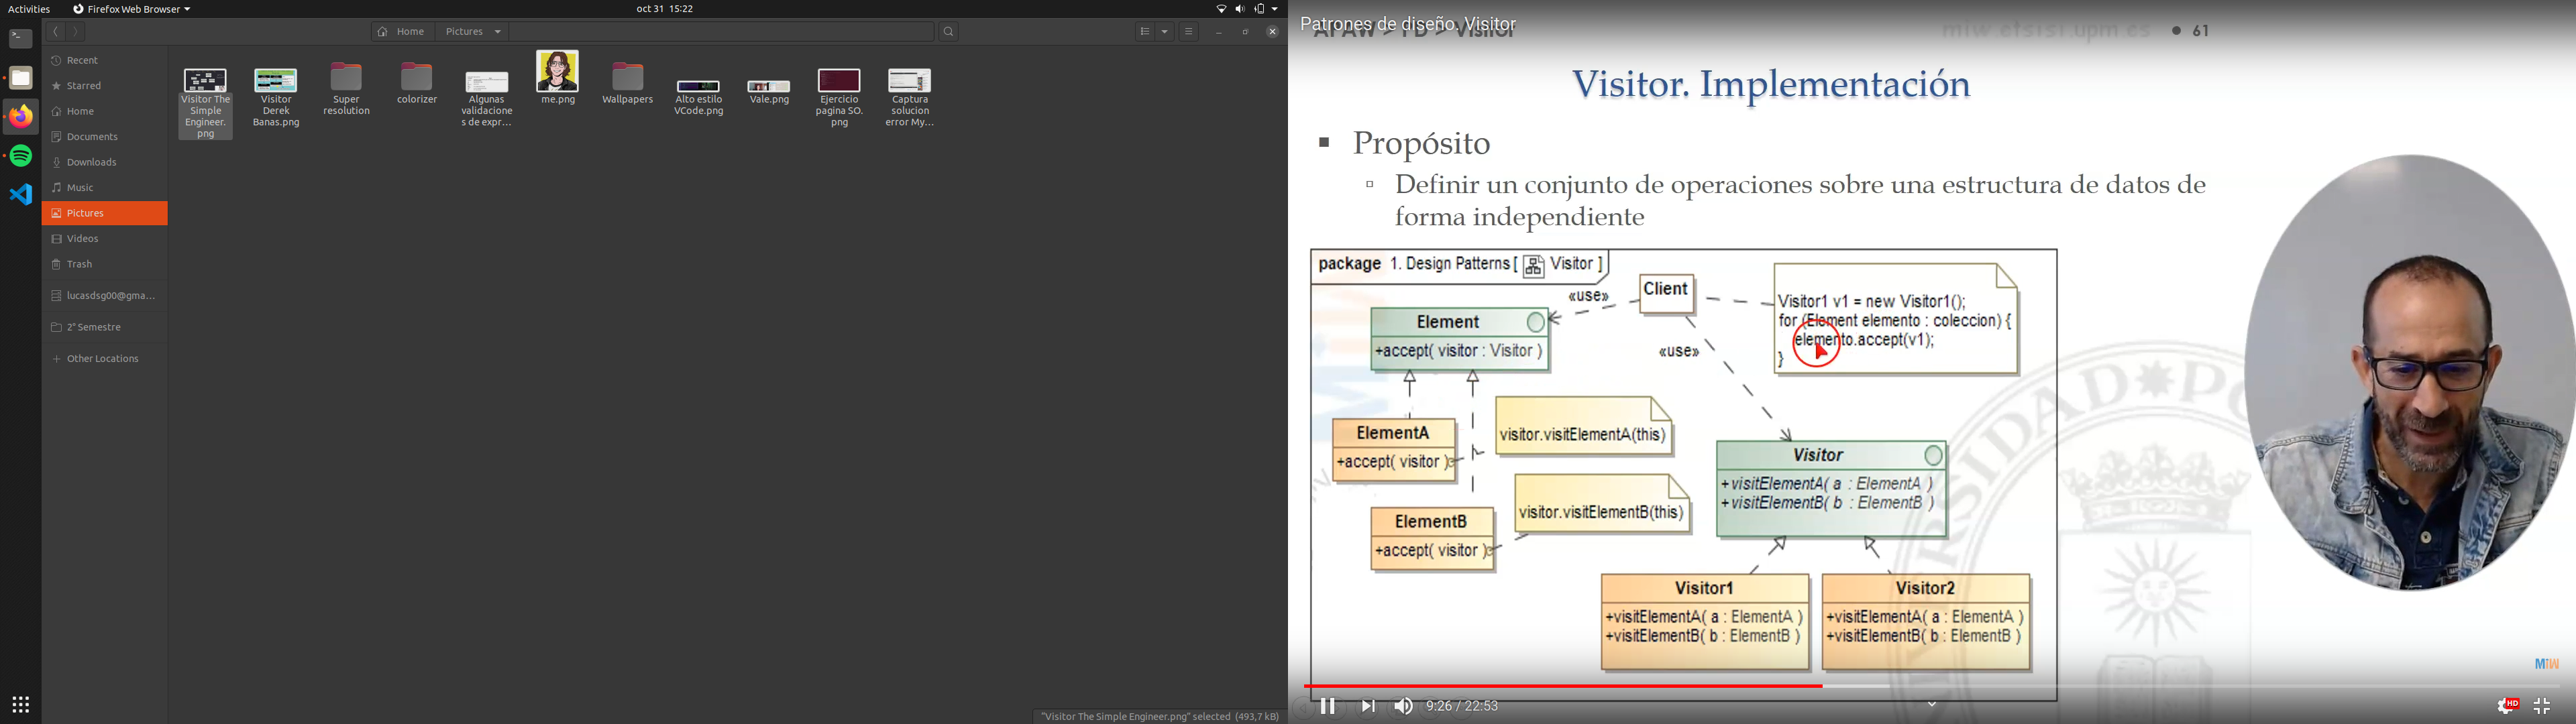 Activities
Firefox Web Browser
oct 31 15:22
Home
Pictures
Recent
Starred
Home
Documents
Downloads
Music
Pictures
Videos
Trash
lucasdsg00@gma...
2° Semestre
Other Locations
Visitor The
Simple
Engineer.
png
Visitor
Derek
Banas.png
Super
resolution
colorizer
Algunas
validacione
s de expr...
me.png
Wallpapers
Alto estilo
VCode.png
Vale.png
Ejercicio
pagina SO.
png
Captura
solucion
error My...
"Visitor The Simple Engineer.png" selected (493,7 kB)
Patrones de diseño. Visitor
APAW > PD > Visitor
miw.etsisi.upm.es
61
Visitor. Implementación
Propósito
Definir un conjunto de operaciones sobre una estructura de datos de
forma independiente
package 1. Design Patterns [ Visitor ]
«use»
Client
Visitor1 v1 = new Visitor1();
for (Element elemento : coleccion) {
elemento.accept(v1);
}
Element
+accept( visitor : Visitor )
«use»
ElementA
+accept( visitor )
visitor.visitElementA(this)
Visitor
+visitElementA( a : ElementA )
+visitElementB( b : ElementB )
ElementB
+accept( visitor )
visitor.visitElementB(this)
Visitor1
+visitElementA( a : ElementA )
+visitElementB( b : ElementB )
Visitor2
+visitElementA( a : ElementA )
+visitElementB( b : ElementB )
MIW
9:26 / 22:53
HD